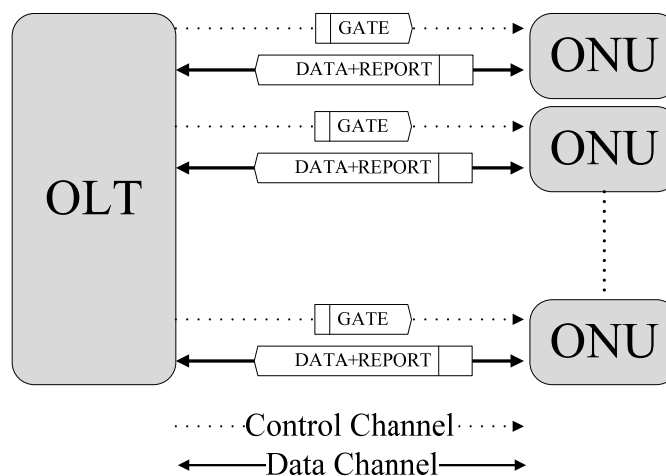 GATE
ONU
DATA+REPORT
GATE
ONU
DATA+REPORT
OLT
GATE
ONU
DATA+REPORT
Control Channel
Data Channel